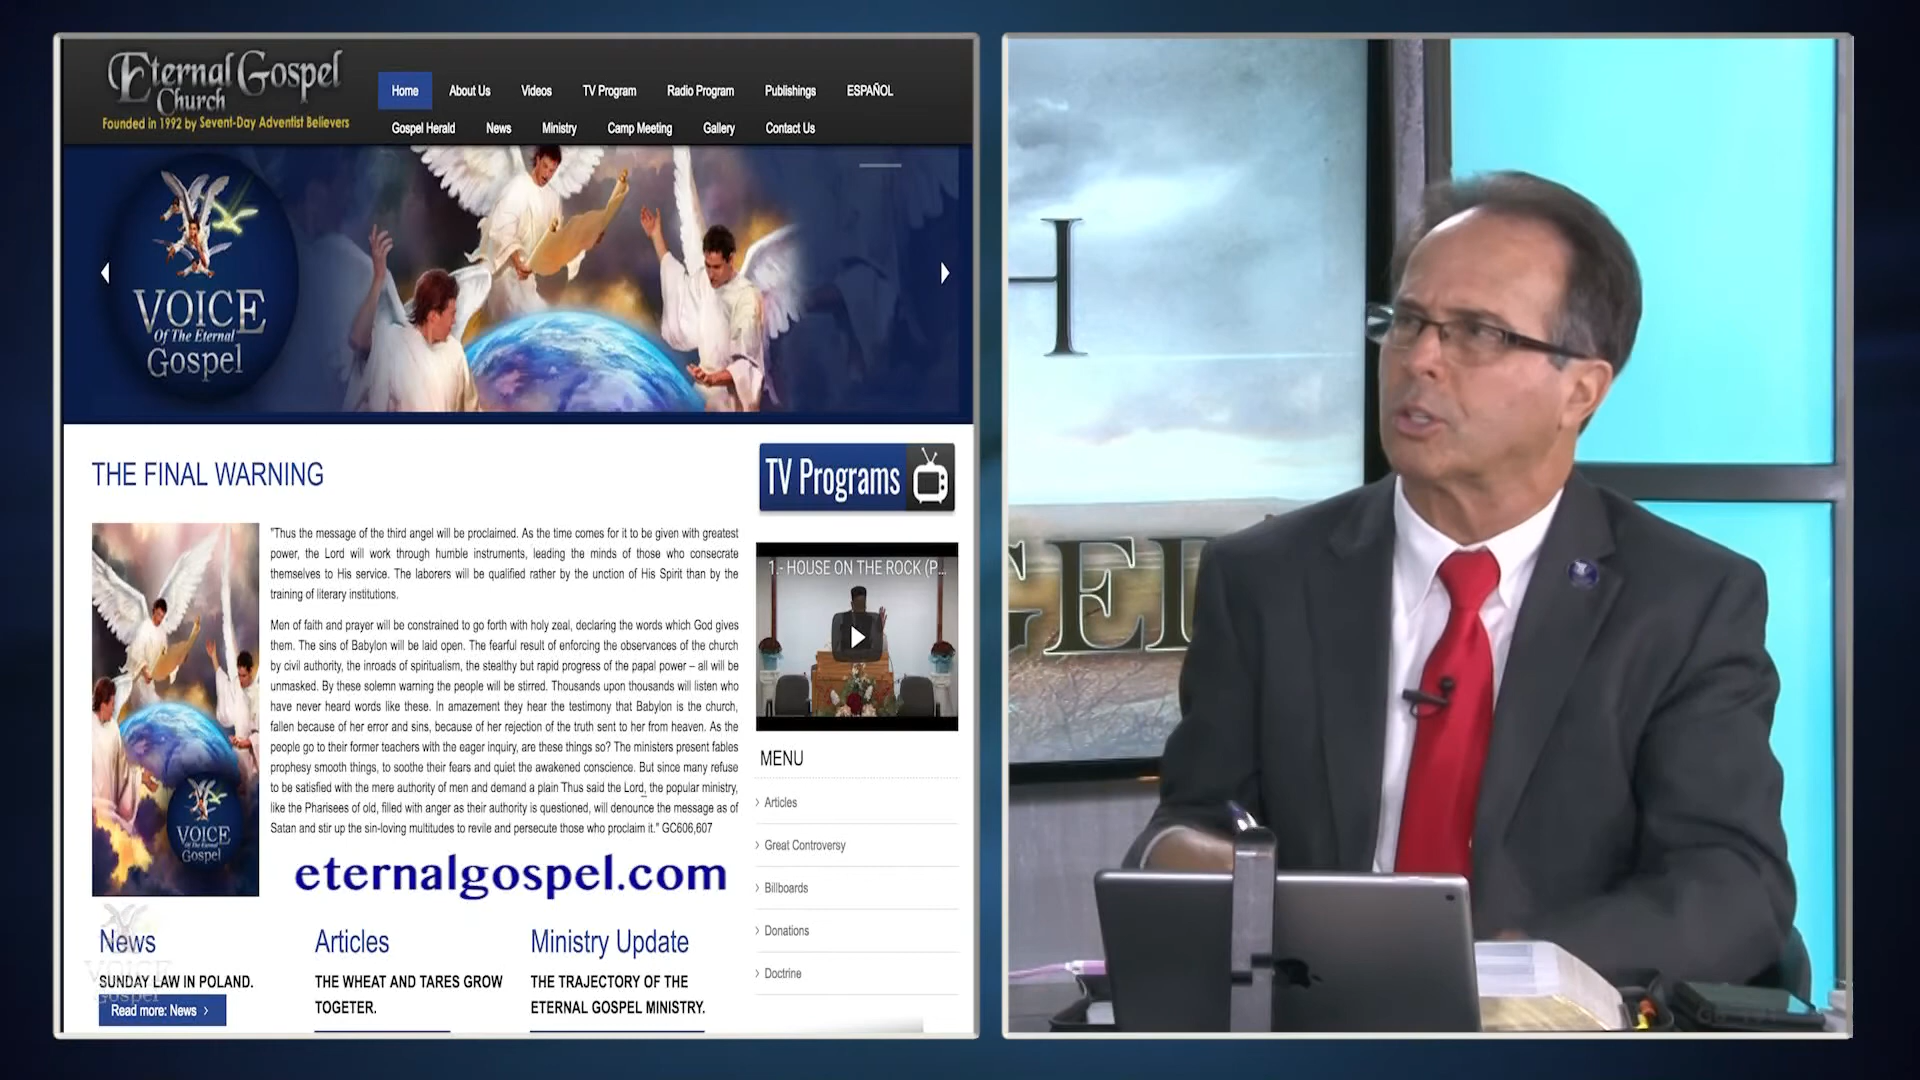 Eternal Gospel
Church
Founded in 1992 by Sevent-Day Adventist Believers
Home About Us Videos TV Program Radio Program Publishings ESPAÑOL
Gospel Herald News Ministry Camp Meeting Gallery Contact Us
VOICE
Of The Eternal
Gospel
THE FINAL WARNING
"Thus the message of the third angel will be proclaimed. As the time comes for it to be given with greatest
power, the Lord will work through humble instruments, leading the minds of those who consecrate
themselves to His service. The laborers will be qualified rather by the unction of His Spirit than by the
training of literary institutions.
Men of faith and prayer will be constrained to go forth with holy zeal, declaring the words which God gives
them. The sins of Babylon will be laid open. The fearful result of enforcing the observances of the church
by civil authority, the inroads of spiritualism, the stealthy but rapid progress of the papal power – all will be
unmasked. By these solemn warning the people will be stirred. Thousands upon thousands will listen who
have never heard words like these. In amazement they hear the testimony that Babylon is the church,
fallen because of her error and sins, because of her rejection of the truth sent to her from heaven. As the
people go to their former teachers with the eager inquiry, are these things so? The ministers present fables
prophesy smooth things, to soothe their fears and quiet the awakened conscience. But since many refuse
to be satisfied with the mere authority of men and demand a plain Thus said the Lord, the popular ministry,
like the Pharisees of old, filled with anger as their authority is questioned, will denounce the message as of
Satan and stir up the sin-loving multitudes to revile and persecute those who proclaim it." GC606,607
VOICE
Of The Eternal
Gospel
eternalgospel.com
TV Programs
1.- HOUSE ON THE ROCK (P...
MENU
Articles
Great Controversy
Billboards
Donations
Doctrine
News
SUNDAY LAW IN POLAND.
Read more: News
Articles
THE WHEAT AND TARES GROW
TOGETER.
Ministry Update
THE TRAJECTORY OF THE
ETERNAL GOSPEL MINISTRY.
VOICE
Gospel
H
GED